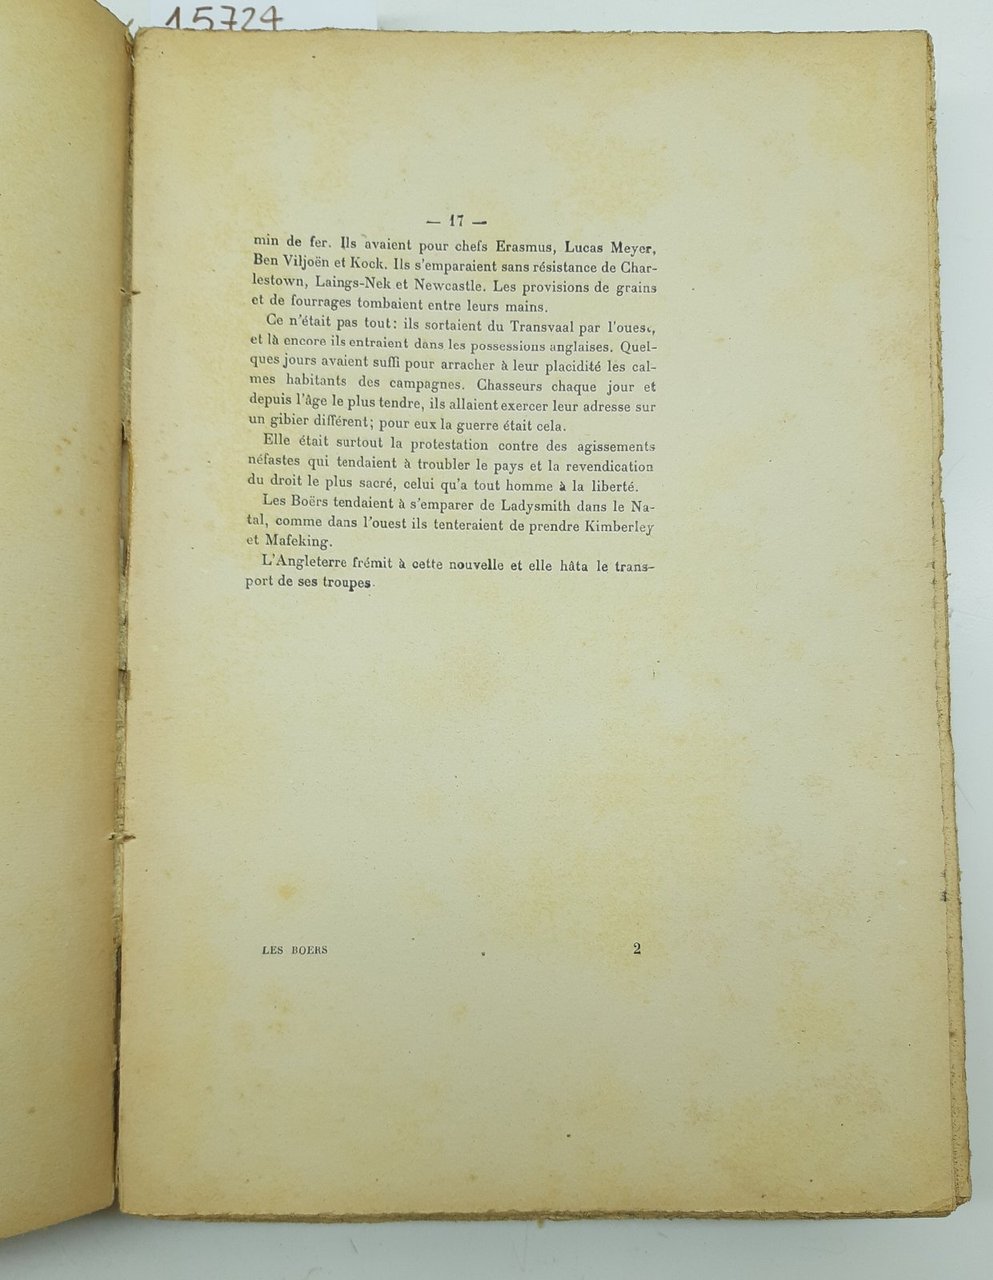 15724
— 17 —
min de fer. Ils avaient pour chefs Erasmus, Lucas Meyer,
Ben Viljoën et Kock. Ils s'emparaient sans résistance de Char-
lestown, Laings-Nek et Newcastle. Les provisions de grains
et de fourrages tombaient entre leurs mains.
Ce n'était pas tout: ils sortaient du Transvaal par l'ouest,
et là encore ils entraient dans les possessions anglaises. Quel-
ques jours avaient suffi pour arracher à leur placidité les cal-
mes habitants des campagnes. Chasseurs chaque jour et
depuis l'âge le plus tendre, ils allaient exercer leur adresse sur
un gibier différent; pour eux la guerre était cela.
Elle était surtout la protestation contre des agissements
néfastes qui tendaient à troubler le pays et la revendication
du droit le plus sacré, celui qu'a tout homme à la liberté.
Les Boërs tendaient à s'emparer de Ladysmith dans le Na-
tal, comme dans l'ouest ils tenteraient de prendre Kimberley
et Mafeking.
L'Angleterre frémit à cette nouvelle et elle hâta le trans-
port de ses troupes.
LES BOERS 2